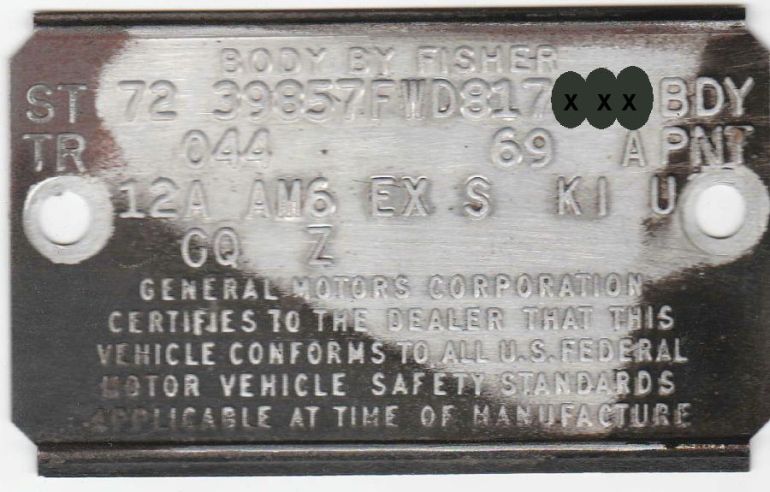 BODY BY FISHER
ST 72 39857FWD817 X X X BDY
TR 044 69 A PNT
12A AM6 EX S KI U
GQ Z
GENERAL MOTORS CORPORATION
CERTIFIES TO THE DEALER THAT THIS
VEHICLE CONFORMS TO ALL U.S. FEDERAL
MOTOR VEHICLE SAFETY STANDARDS
APPLICABLE AT TIME OF MANUFACTURE